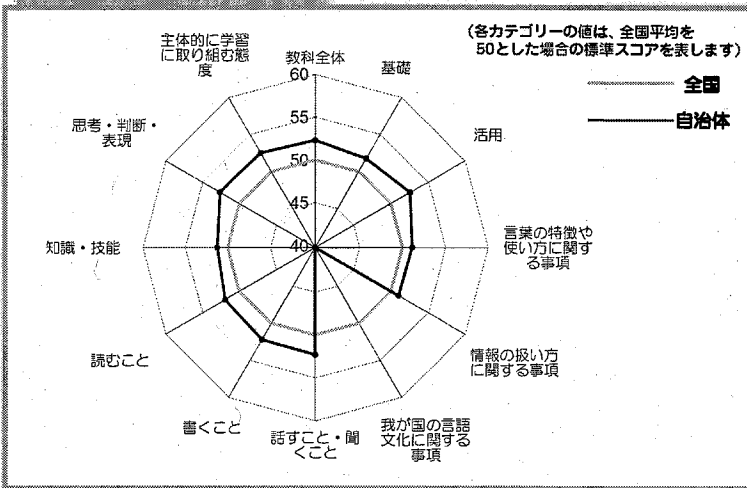 (各カテゴリーの値は、全国平均を
50とした場合の標準スコアを表します)
全国
自治体
教科全体
基礎
活用
言葉の特徴や
使い方に関す
る事項
情報の扱い方
に関する事項
我が国の言語
文化に関する
事項
話すこと・聞
くこと
書くこと
読むこと
知識・技能
思考・判断・
表現
主体的に学習
に取り組む態
度
60
55
50
45
40